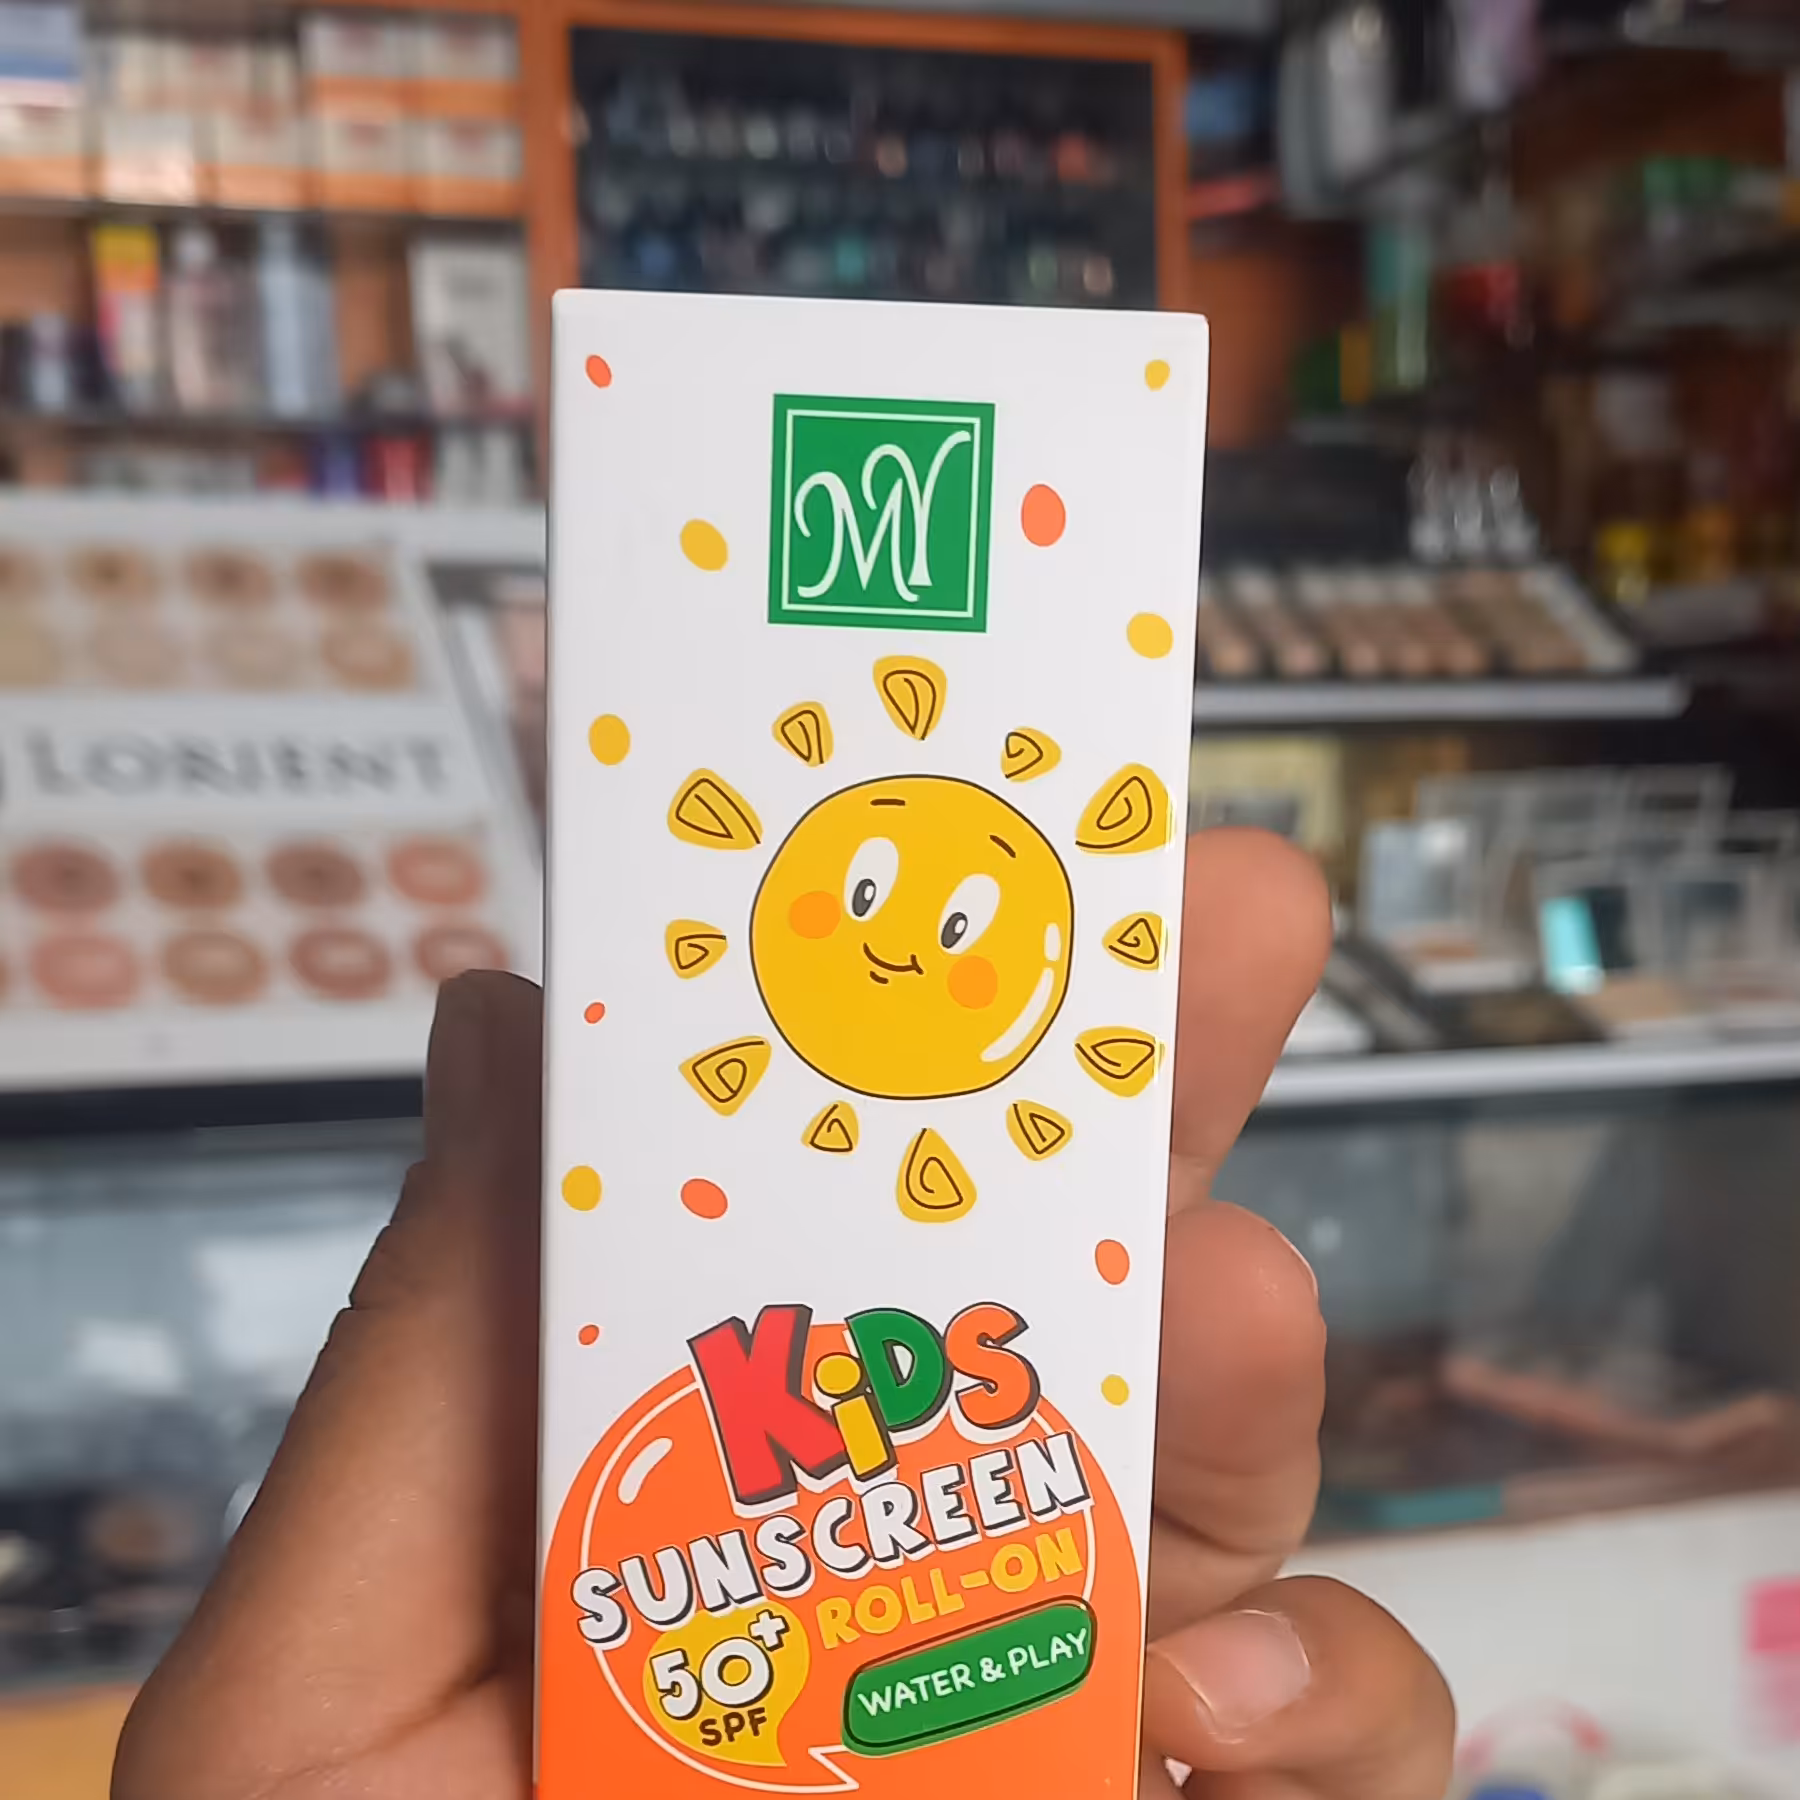 MY
LORIENT
KiDS
SUNSCREEN
ROLL-ON
50+
SPF
WATER & PLAY